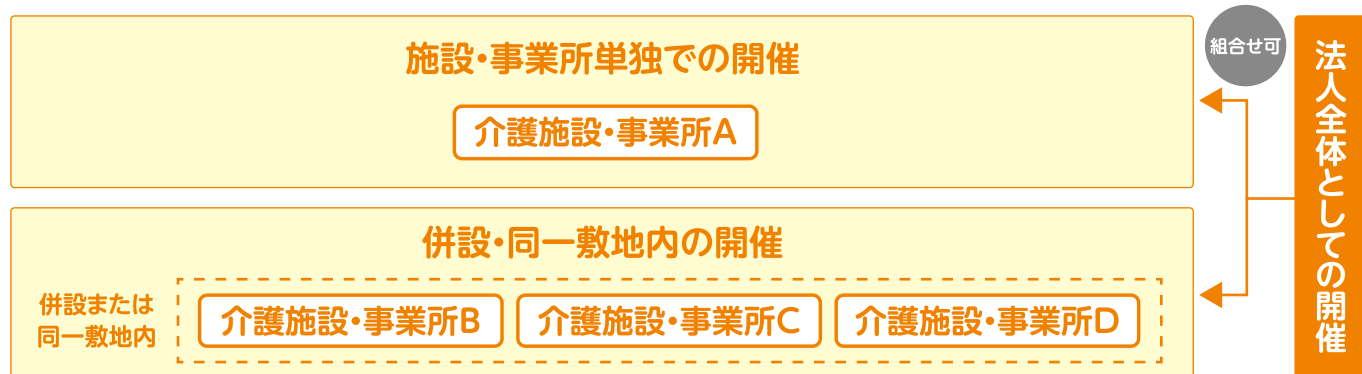 施設・事業所単独での開催
介護施設・事業所A
併設・同一敷地内の開催
併設または
同一敷地内
介護施設・事業所B
介護施設・事業所C
介護施設・事業所D
組合せ可
法人全体としての開催